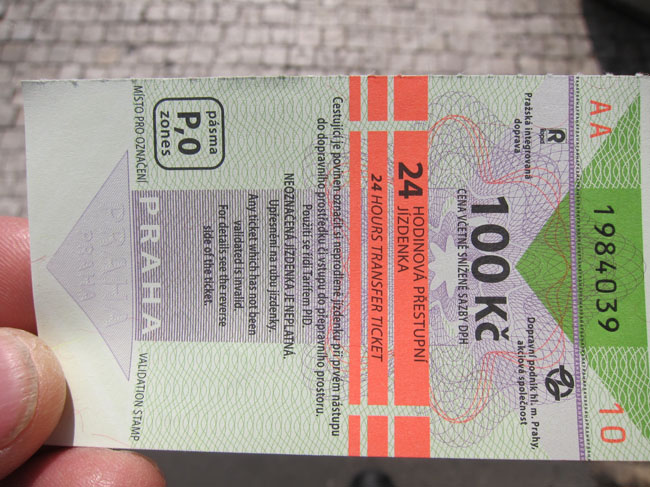 AA 1984039 10
Pražská integrovaná
doprava
R
ropid
Dopravní podnik hl. m. Prahy,
akciová společnost
100 Kč
CENA VČETNĚ SNÍŽENÉ SAZBY DPH
24 HODINOVÁ PŘESTUPNÍ
JÍZDENKA
24 HOURS TRANSFER TICKET
Cestující je povinen označit si neprodleně jízdenku při prvém nástupu
do dopravního prostředku či vstupu do přepravního prostoru.
Použití se řídí Tarifem PID.
NEOZNAČENÁ JÍZDENKA JE NEPLATNÁ.
Upřesnění na rubu jízdenky.
Any ticket which has not been
validated is invalid.
For details see the reverse
side of the ticket.
pásma
P,0
zones
MÍSTO PRO OZNAČENÍ PRAHA VALIDATION STAMP